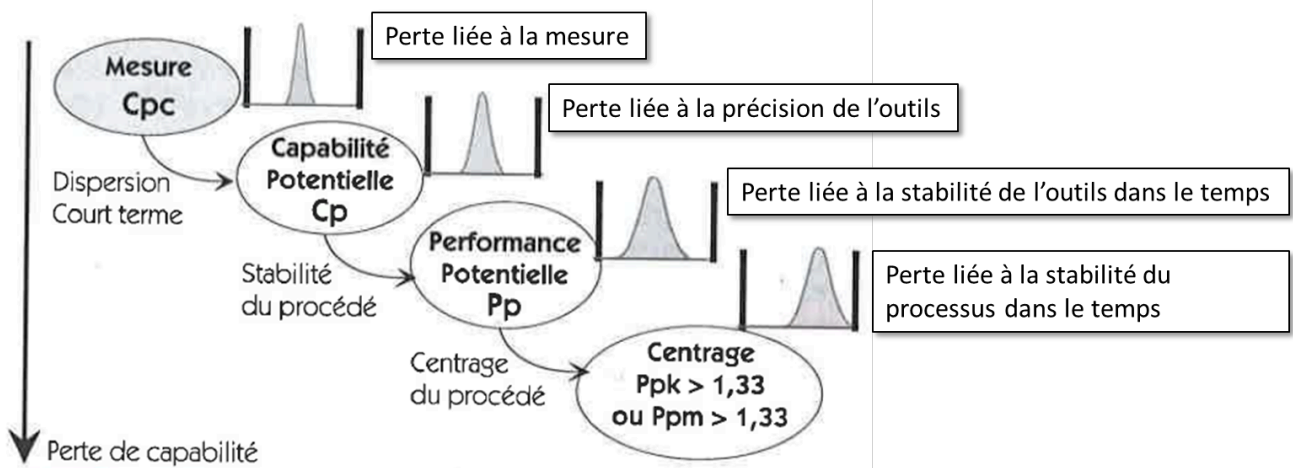 Perte liée à la mesure
Mesure
Cpc
Perte liée à la précision de l'outils
Capabilité
Potentielle
Cp
Dispersion
Court terme
Perte liée à la stabilité de l'outils dans le temps
Performance
Potentielle
Pp
Stabilité
du procédé
Perte liée à la stabilité du
processus dans le temps
Centrage
Ppk > 1,33
ou Ppm > 1,33
Centrage
du procédé
Perte de capabilité